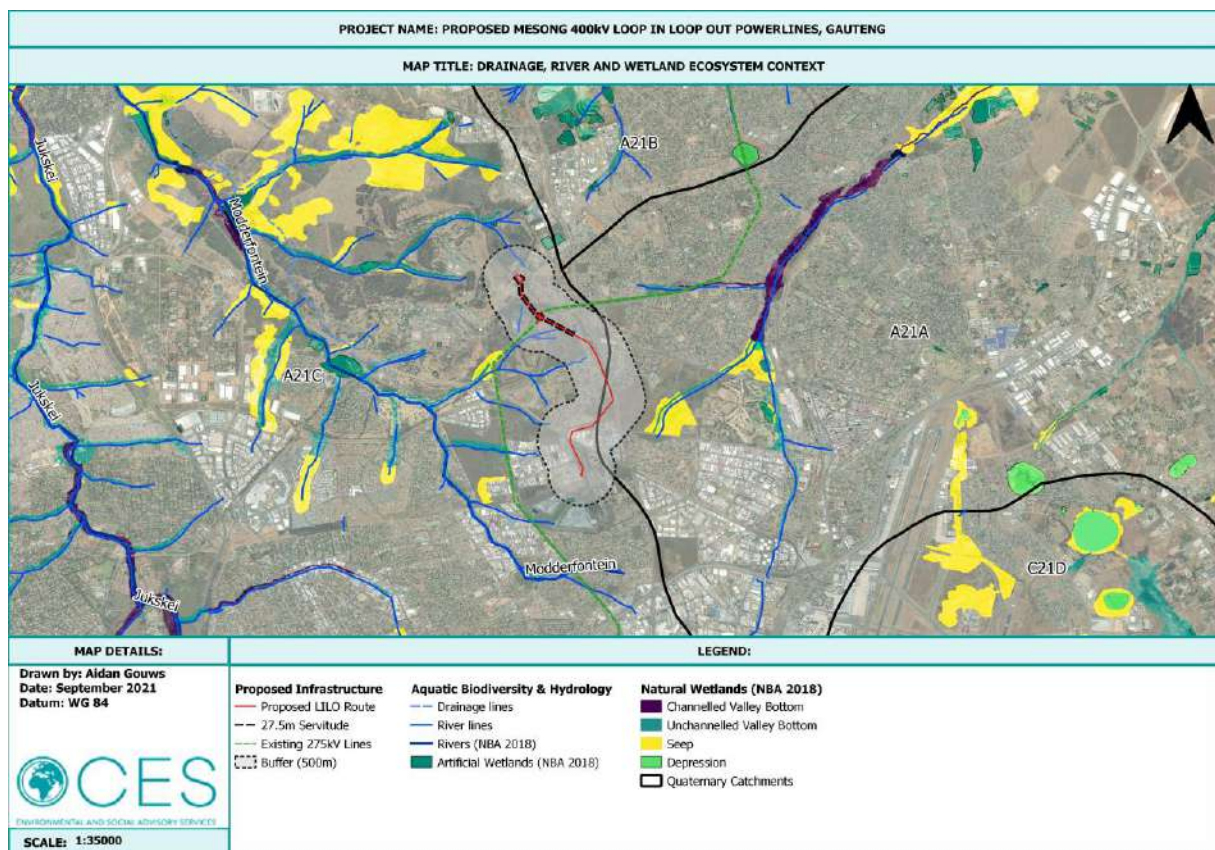 PROJECT NAME: PROPOSED MESONG 400kV LOOP IN LOOP OUT POWERLINES, GAUTENG
MAP TITLE: DRAINAGE, RIVER AND WETLAND ECOSYSTEM CONTEXT
Jukskei
A21B
Modderfontein
A21A
A21C
Jukskei
C21D
Modderfontein
Jukskei
MAP DETAILS:
Drawn by: Aidan Gouws
Date: September 2021
Datum: WG 84
CES
ENVIRONMENTAL AND SOCIAL ADVISORY SERVICES
SCALE: 1:35000
LEGEND:
Proposed Infrastructure
Proposed LILO Route
27.5m Servitude
Existing 275kV Lines
Buffer (500m)
Aquatic Biodiversity & Hydrology
Drainage lines
River lines
Rivers (NBA 2018)
Artificial Wetlands (NBA 2018)
Natural Wetlands (NBA 2018)
Channelled Valley Bottom
Unchannelled Valley Bottom
Seep
Depression
Quaternary Catchments